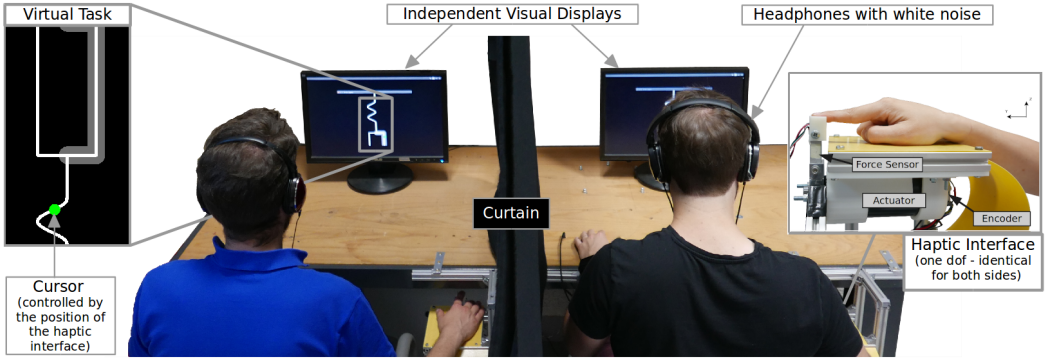 Virtual Task
Independent Visual Displays
Headphones with white noise
Force Sensor
Actuator
Encoder
Curtain
Haptic Interface
(one dof - identical
for both sides)
Cursor
(controlled by
the position of
the haptic
interface)